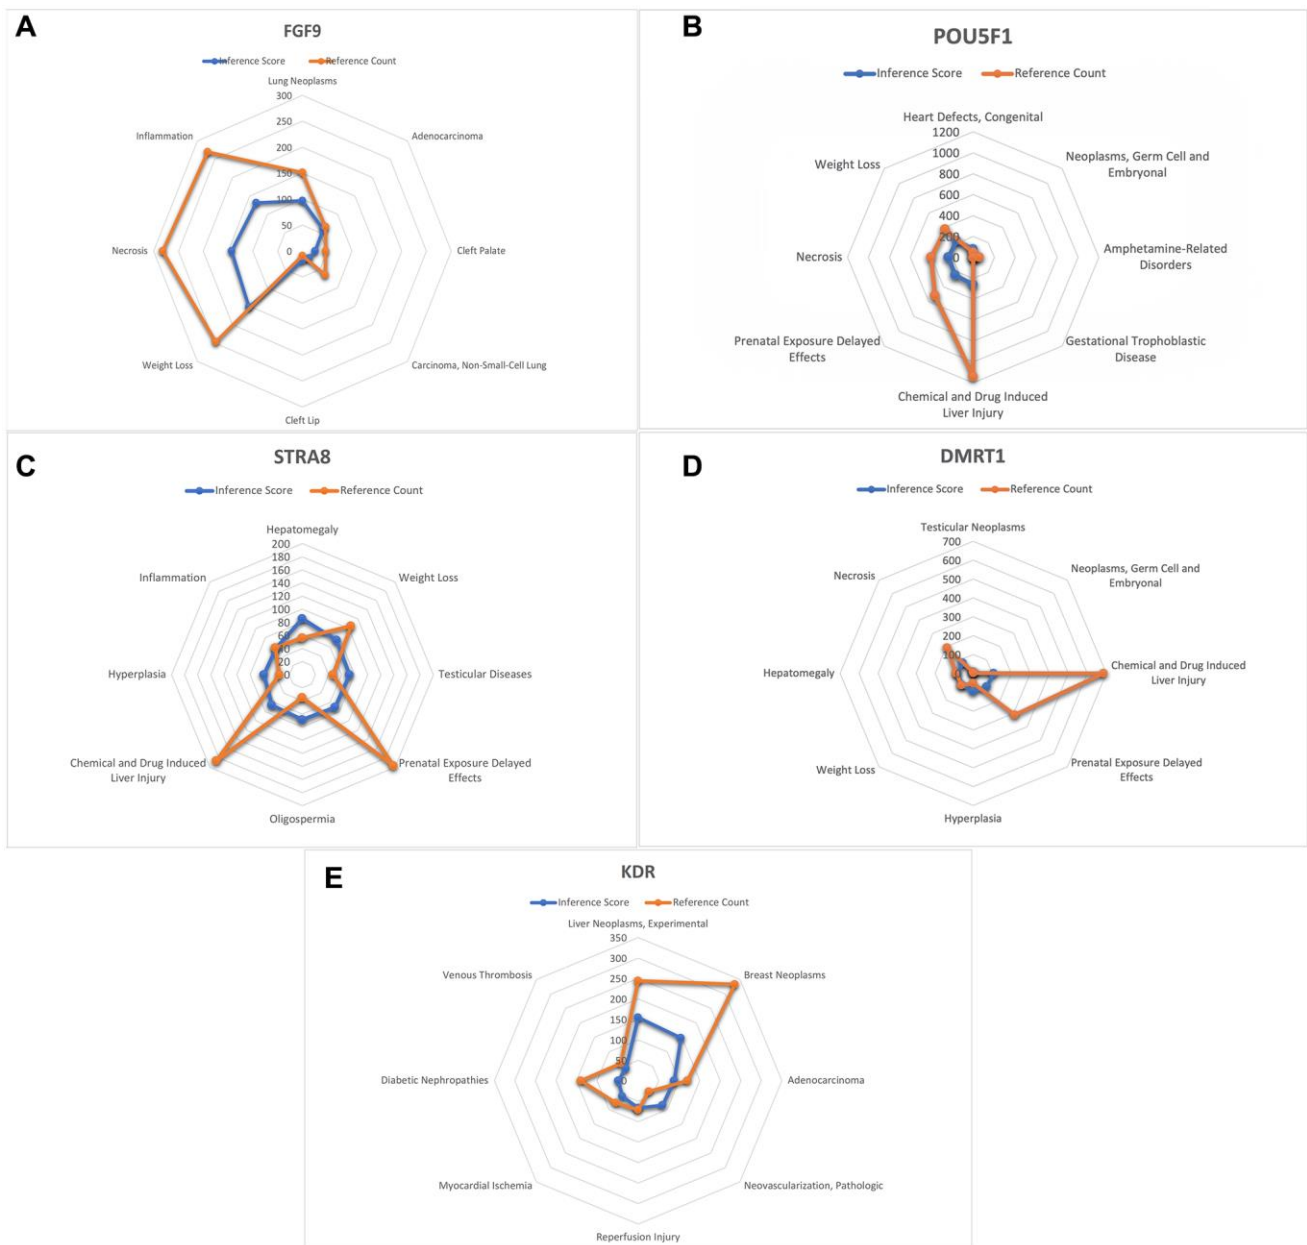 A
FGF9
Inference Score
Reference Count
Lung Neoplasms
300
250
200
150
100
50
0
Inflammation
Adenocarcinoma
Necrosis
Cleft Palate
Weight Loss
Carcinoma, Non-Small-Cell Lung
Cleft Lip
B
POU5F1
Inference Score
Reference Count
Heart Defects, Congenital
1200
1000
800
600
400
200
0
Weight Loss
Neoplasms, Germ Cell and
Embryonal
Necrosis
Amphetamine-Related
Disorders
Prenatal Exposure Delayed
Effects
Gestational Trophoblastic
Disease
Chemical and Drug Induced
Liver Injury
C
STRA8
Inference Score
Reference Count
Hepatomegaly
200
180
160
140
120
100
80
60
40
20
0
Inflammation
Weight Loss
Hyperplasia
Testicular Diseases
Chemical and Drug Induced
Liver Injury
Prenatal Exposure Delayed
Effects
Oligospermia
D
DMRT1
Inference Score
Reference Count
Testicular Neoplasms
700
600
500
400
300
200
100
0
Necrosis
Neoplasms, Germ Cell and
Embryonal
Hepatomegaly
Chemical and Drug Induced
Liver Injury
Weight Loss
Prenatal Exposure Delayed
Effects
Hyperplasia
E
KDR
Inference Score
Reference Count
Liver Neoplasms, Experimental
350
300
250
200
150
100
50
0
Venous Thrombosis
Breast Neoplasms
Diabetic Nephropathies
Adenocarcinoma
Myocardial Ischemia
Neovascularization, Pathologic
Reperfusion Injury